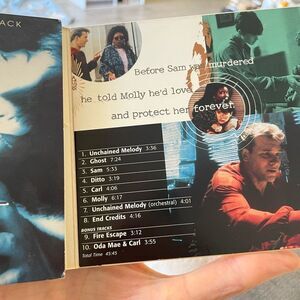 ACK
Before Sam was murdered
he told Molly he'd love
and protect her forever.
1. Unchained Melody 3:36
2. Ghost 7:24
3. Sam 5:33
4. Ditto 3:19
5. Carl 4:06
6. Molly 6:17
7. Unchained Melody (orchestral) 4:01
8. End Credits 4:16
BONUS TRACKS
9. Fire Escape 3:12
10. Oda Mae & Carl 3:55
Total Time 45:45